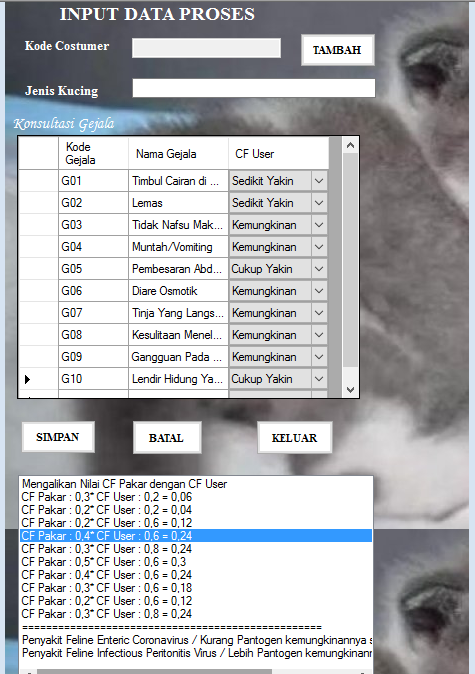 INPUT DATA PROSES
Kode Costumer
TAMBAH
Jenis Kucing
Konsultasi Gejala
Kode Gejala Nama Gejala CF User
G01 Timbul Cairan di ... Sedikit Yakin
G02 Lemas Sedikit Yakin
G03 Tidak Nafsu Mak... Kemungkinan
G04 Muntah/Vomiting Kemungkinan
G05 Pembesaran Abd... Cukup Yakin
G06 Diare Osmotik Kemungkinan
G07 Tinja Yang Langs... Kemungkinan
G08 Kesulitaan Menel... Kemungkinan
G09 Gangguan Pada ... Kemungkinan
G10 Lendir Hidung Ya... Cukup Yakin
SIMPAN BATAL KELUAR
Mengalikan Nilai CF Pakar dengan CF User
CF Pakar : 0,3* CF User : 0,2 = 0,06
CF Pakar : 0,2* CF User : 0,2 = 0,04
CF Pakar : 0,2* CF User : 0,6 = 0,12
CF Pakar : 0,4* CF User : 0,6 = 0,24
CF Pakar : 0,3* CF User : 0,8 = 0,24
CF Pakar : 0,5* CF User : 0,6 = 0,3
CF Pakar : 0,4* CF User : 0,6 = 0,24
CF Pakar : 0,3* CF User : 0,6 = 0,18
CF Pakar : 0,2* CF User : 0,6 = 0,12
CF Pakar : 0,3* CF User : 0,8 = 0,24
==================================================
Penyakit Feline Enteric Coronavirus / Kurang Pantogen kemungkinannya s
Penyakit Feline Infectious Peritonitis Virus / Lebih Pantogen kemungkinann